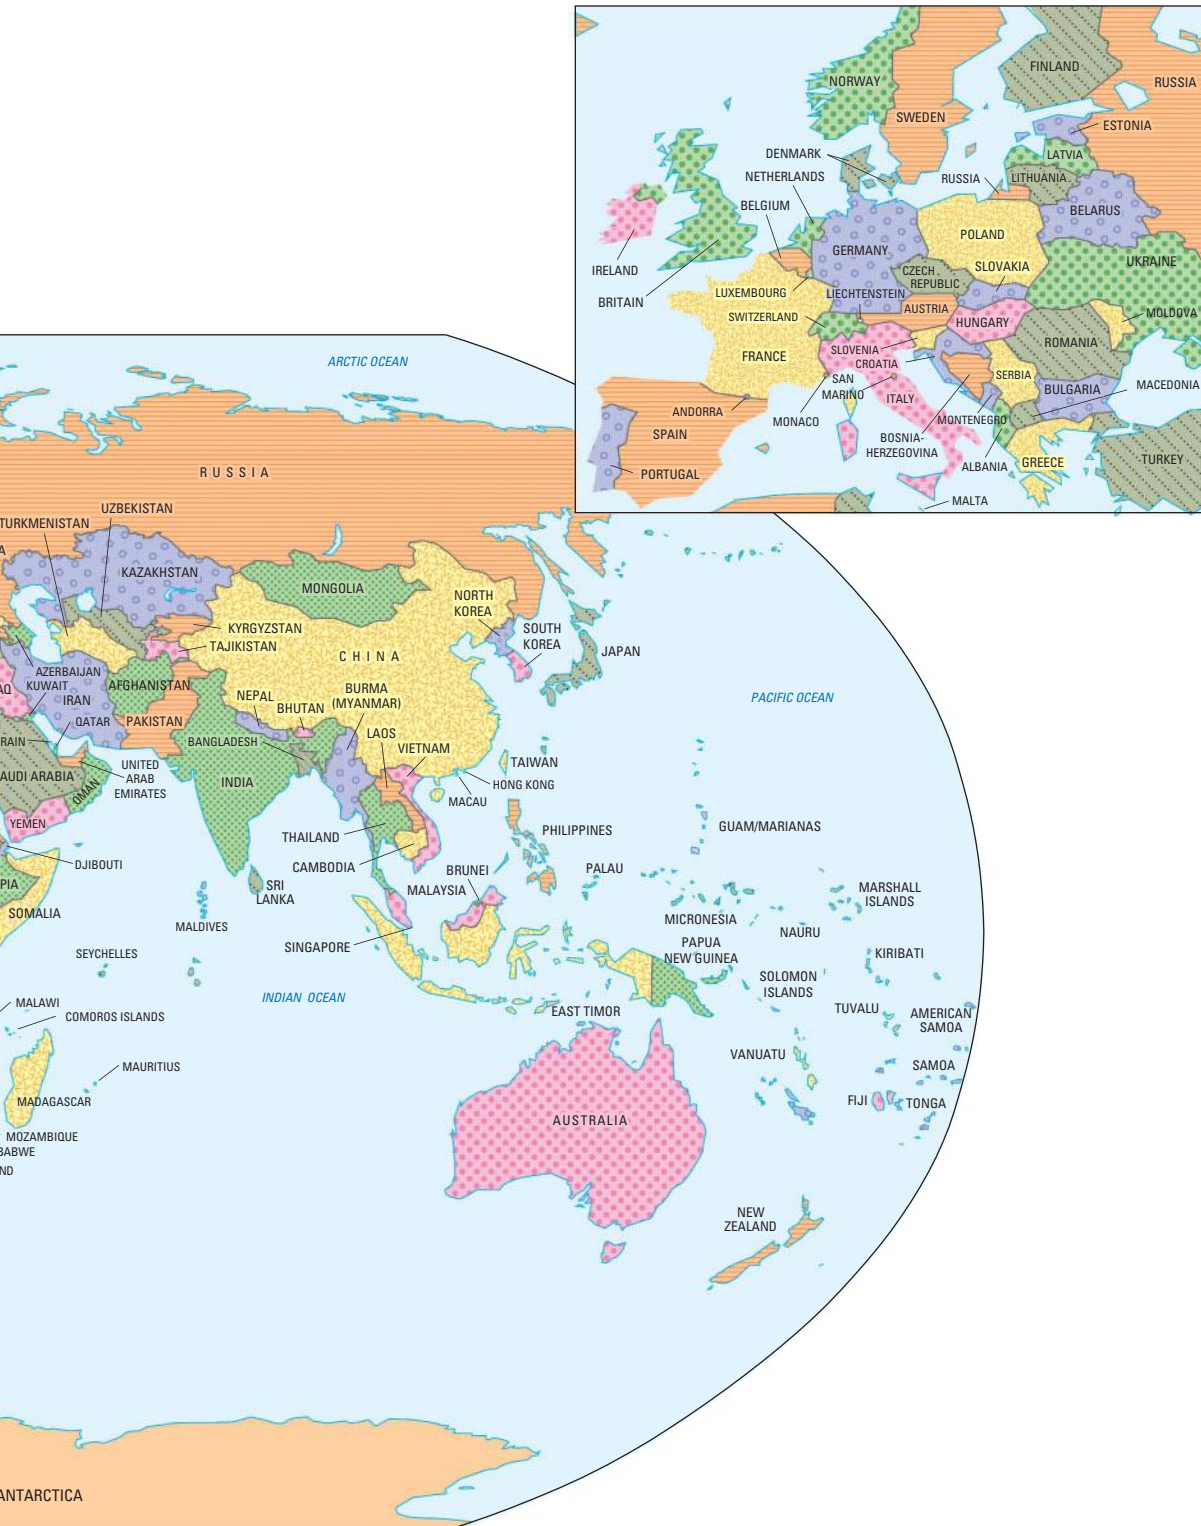 NORWAY
FINLAND
RUSSIA
SWEDEN
ESTONIA
DENMARK
LATVIA
NETHERLANDS
RUSSIA
LITHUANIA
BELGIUM
BELARUS
POLAND
GERMANY
UKRAINE
IRELAND
CZECH
REPUBLIC
SLOVAKIA
BRITAIN
LUXEMBOURG
LIECHTENSTEIN
AUSTRIA
SWITZERLAND
HUNGARY
MOLDOVA
FRANCE
SLOVENIA
CROATIA
ROMANIA
SERBIA
SAN
MARINO
ITALY
BULGARIA
MACEDONIA
ANDORRA
MONACO
MONTENEGRO
SPAIN
BOSNIA-
HERZEGOVINA
PORTUGAL
ALBANIA
GREECE
TURKEY
MALTA
ARCTIC OCEAN
RUSSIA
UZBEKISTAN
TURKMENISTAN
A
KAZAKHSTAN
MONGOLIA
NORTH
KOREA
KYRGYZSTAN
SOUTH
KOREA
TAJIKISTAN
CHINA
JAPAN
AZERBAIJAN
KUWAIT
AQ
IRAN
AFGHANISTAN
NEPAL
BHUTAN
BURMA
(MYANMAR)
PACIFIC OCEAN
QATAR
PAKISTAN
RAIN
BANGLADESH
LAOS
VIETNAM
AUDI ARABIA
UNITED
ARAB
EMIRATES
INDIA
TAIWAN
HONG KONG
OMAN
MACAU
YEMEN
THAILAND
PHILIPPINES
GUAM/MARIANAS
DJIBOUTI
CAMBODIA
BRUNEI
PALAU
PIA
SRI
LANKA
MALAYSIA
MARSHALL
ISLANDS
SOMALIA
MALDIVES
MICRONESIA
NAURU
SEYCHELLES
SINGAPORE
PAPUA
NEW GUINEA
KIRIBATI
INDIAN OCEAN
SOLOMON
ISLANDS
MALAWI
COMOROS ISLANDS
EAST TIMOR
TUVALU
AMERICAN
SAMOA
MAURITIUS
VANUATU
SAMOA
MADAGASCAR
AUSTRALIA
FIJI
TONGA
MOZAMBIQUE
BABWE
ND
NEW
ZEALAND
ANTARCTICA